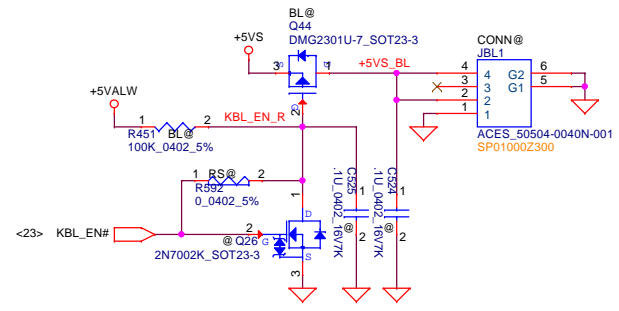 BL@
Q44
DMG2301U-7_SOT23-3
+5VS
3
1
+5VS_BL
CONN@
JBL1
4 4 G2 6
3 3 G1 5
2 2
1 1
ACES_50504-0040N-001
SP01000Z300
+5VALW
2
1 2 KBL_EN_R
R451 BL@
100K_0402_5%
RS@
2
R592
0_0402_5%
1
D
<23> KBL_EN#
2
G
@ Q26
2N7002K_SOT23-3
S
3
C525
.1U_0402_16V7K
1
@
2
C524
.1U_0402_16V7K
1
@
2